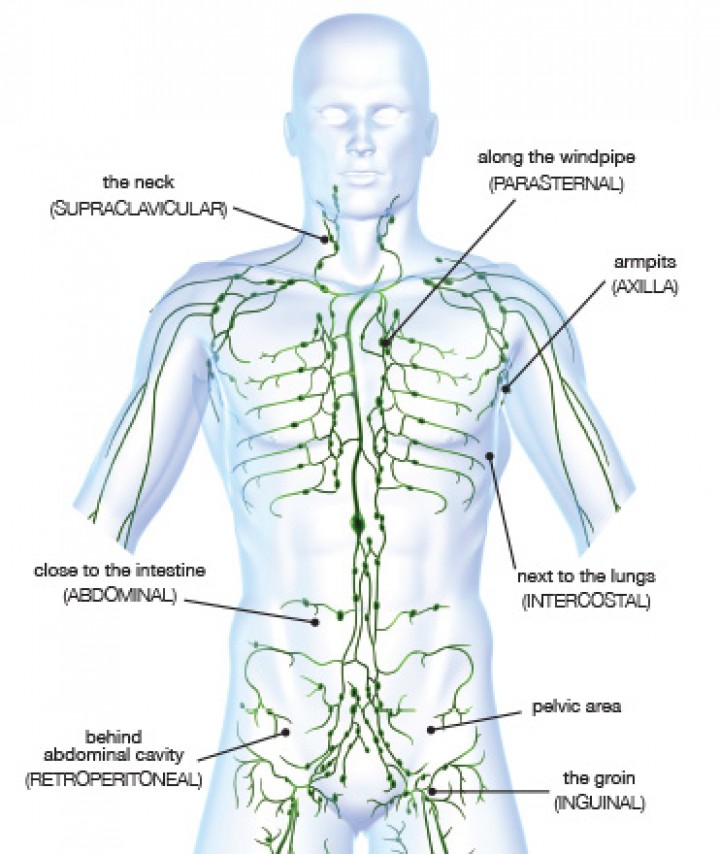 along the windpipe
(PARASTERNAL)
the neck
(SUPRACLAVICULAR)
armpits
(AXILLA)
close to the intestine
(ABDOMINAL)
next to the lungs
(INTERCOSTAL)
pelvic area
behind
abdominal cavity
(RETROPERITONEAL)
the groin
(INGUINAL)